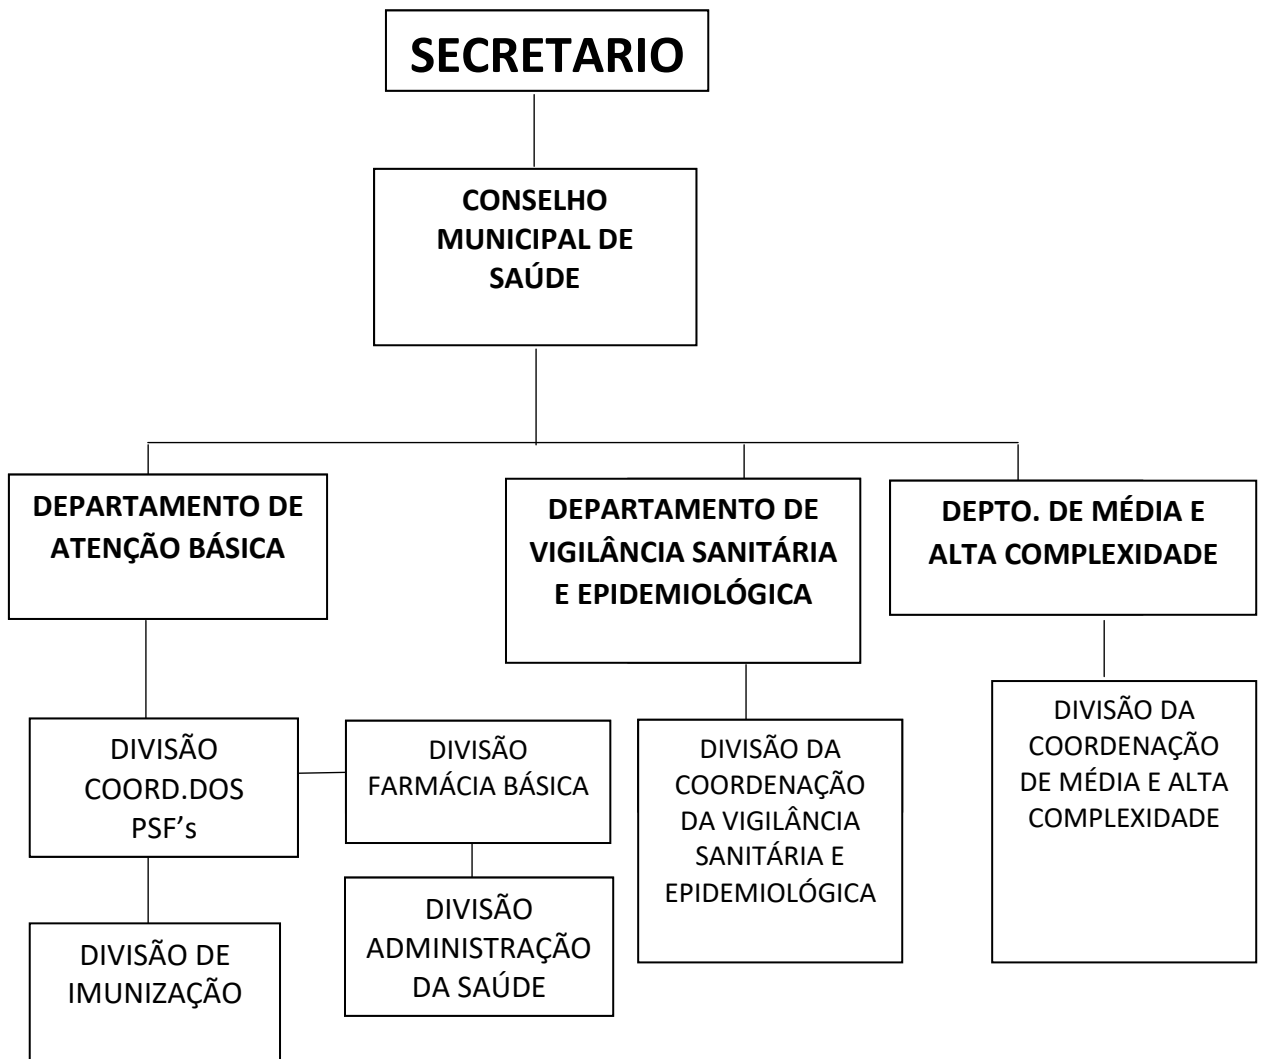 SECRETARIO
CONSELHO
MUNICIPAL DE
SAÚDE
DEPARTAMENTO DE
ATENÇÃO BÁSICA
DEPARTAMENTO DE
VIGILÂNCIA SANITÁRIA
E EPIDEMIOLÓGICA
DEPTO. DE MÉDIA E
ALTA COMPLEXIDADE
DIVISÃO
COORD.DOS
PSF’s
DIVISÃO
FARMÁCIA BÁSICA
DIVISÃO DA
COORDENAÇÃO
DA VIGILÂNCIA
SANITÁRIA E
EPIDEMIOLÓGICA
DIVISÃO DA
COORDENAÇÃO
DE MÉDIA E ALTA
COMPLEXIDADE
DIVISÃO DE
IMUNIZAÇÃO
DIVISÃO
ADMINISTRAÇÃO
DA SAÚDE